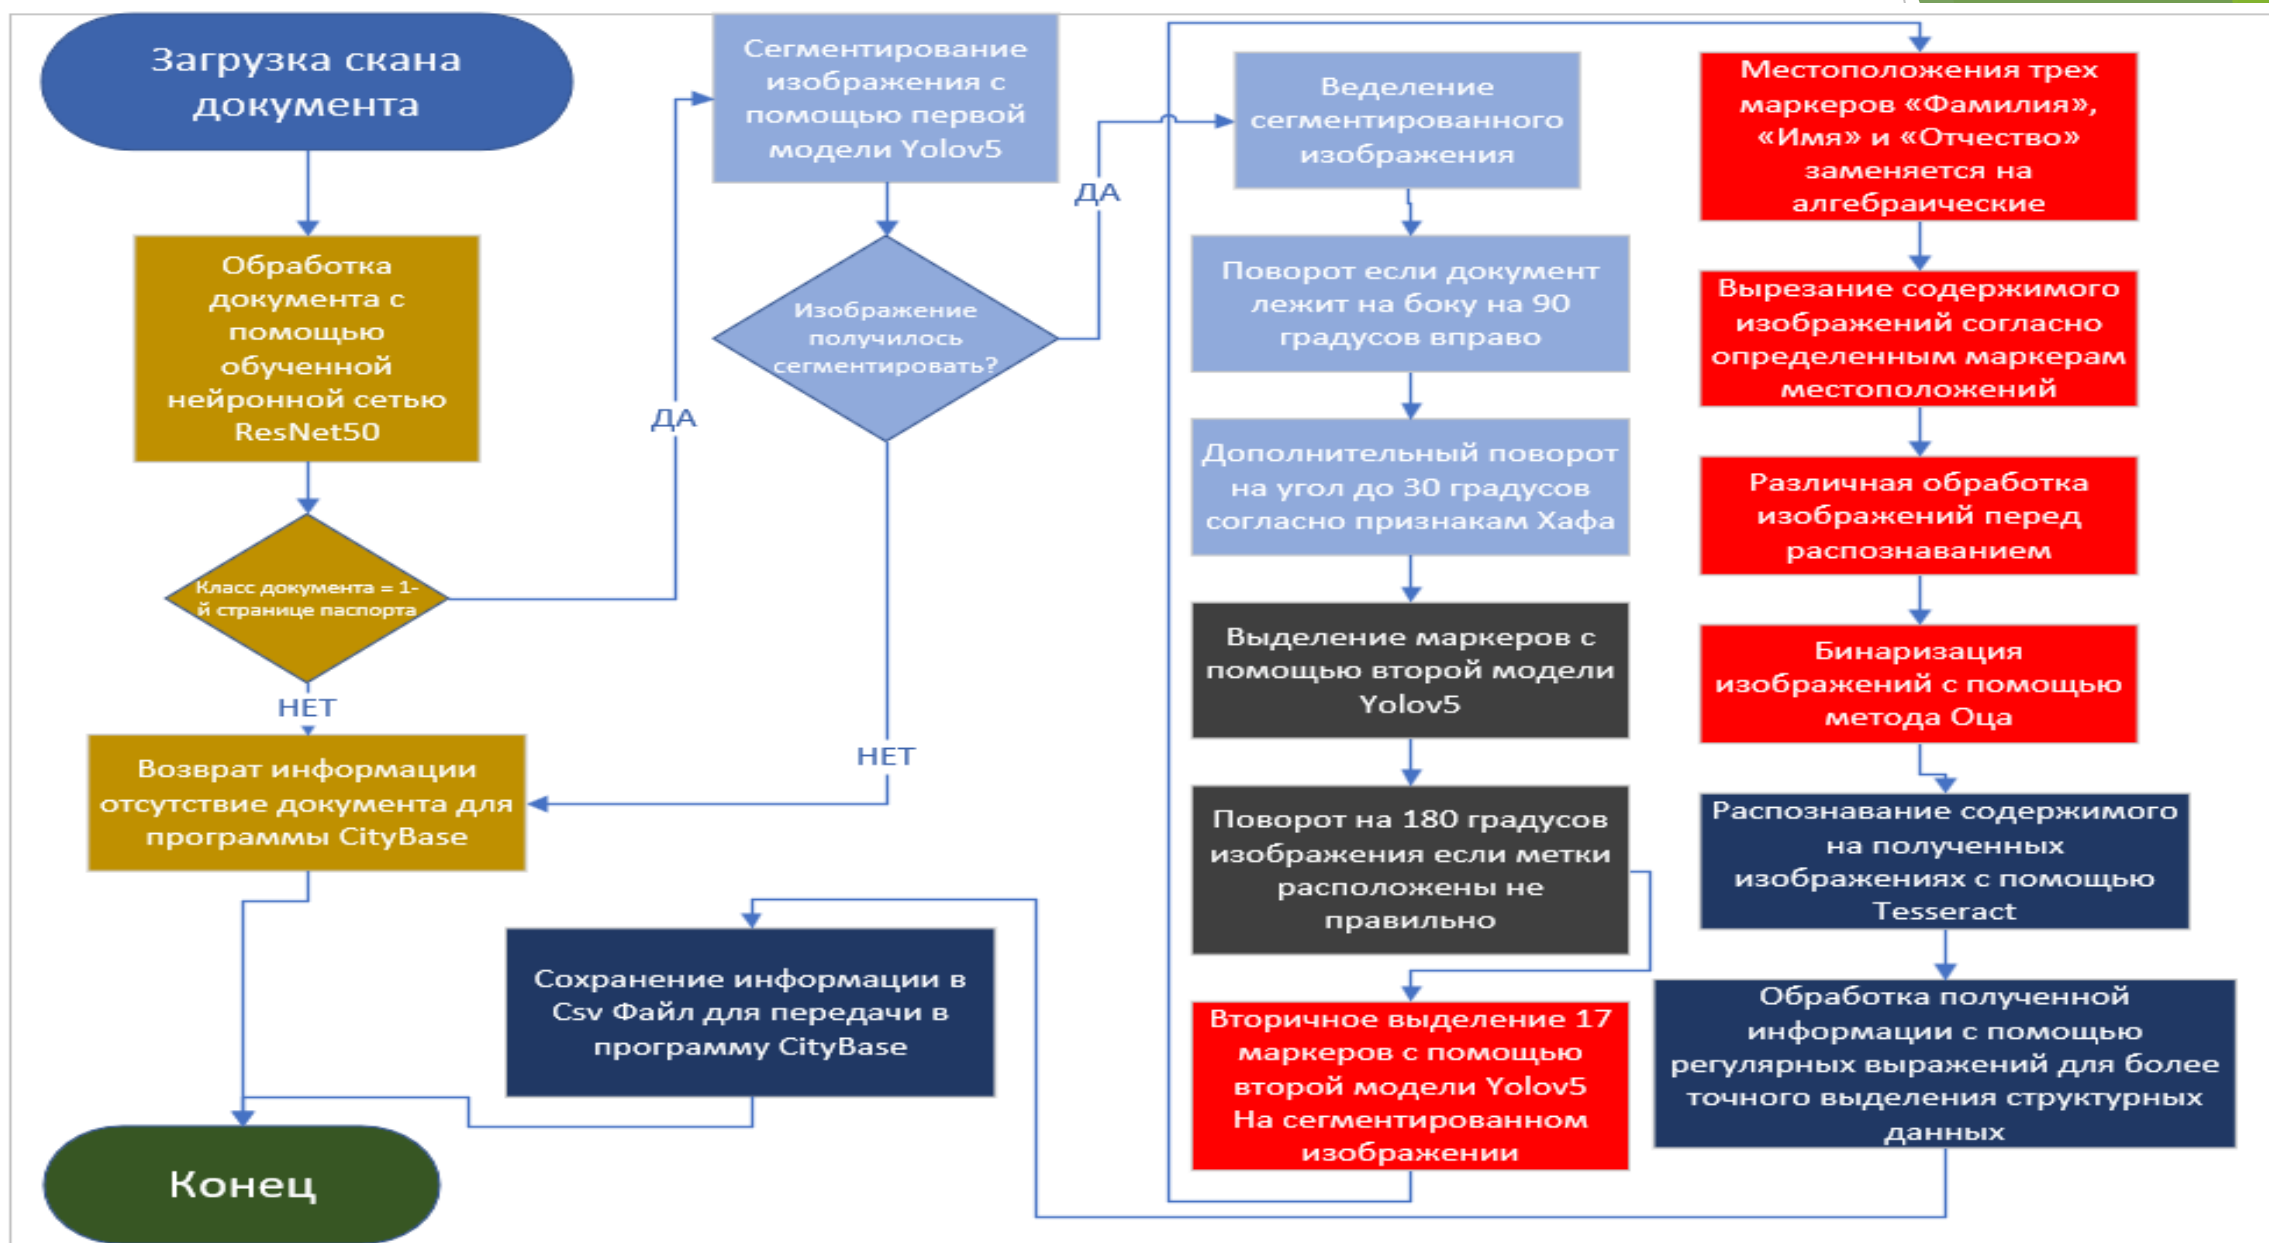 Загрузка скана
документа
Обработка
документа с
помощью
обученной
нейронной сетью
ResNet50
Класс документа = 1-
й странице паспорта
НЕТ
Возврат информации
отсутствие документа для
программы CityBase
Конец
ДА
Сегментирование
изображения с
помощью первой
модели Yolov5
Изображение
получилось
сегментировать?
НЕТ
ДА
Сохранение информации в
Csv Файл для передачи в
программу CityBase
Веделение
сегментированного
изображения
Поворот если документ
лежит на боку на 90
градусов вправо
Дополнительный поворот
на угол до 30 градусов
согласно признакам Хафа
Выделение маркеров с
помощью второй модели
Yolov5
Поворот на 180 градусов
изображения если метки
расположены не
правильно
Вторичное выделение 17
маркеров с помощью
второй модели Yolov5
На сегментированном
изображении
Местоположения трех
маркеров «Фамилия»,
«Имя» и «Отчество»
заменяется на
алгебраические
Вырезание содержимого
изображений согласно
определенным маркерам
местоположений
Различная обработка
изображений перед
распознаванием
Бинаризация
изображений с помощью
метода Оца
Распознавание содержимого
на полученных
изображениях с помощью
Tesseract
Обработка полученной
информации с помощью
регулярных выражений для более
точного выделения структурных
данных